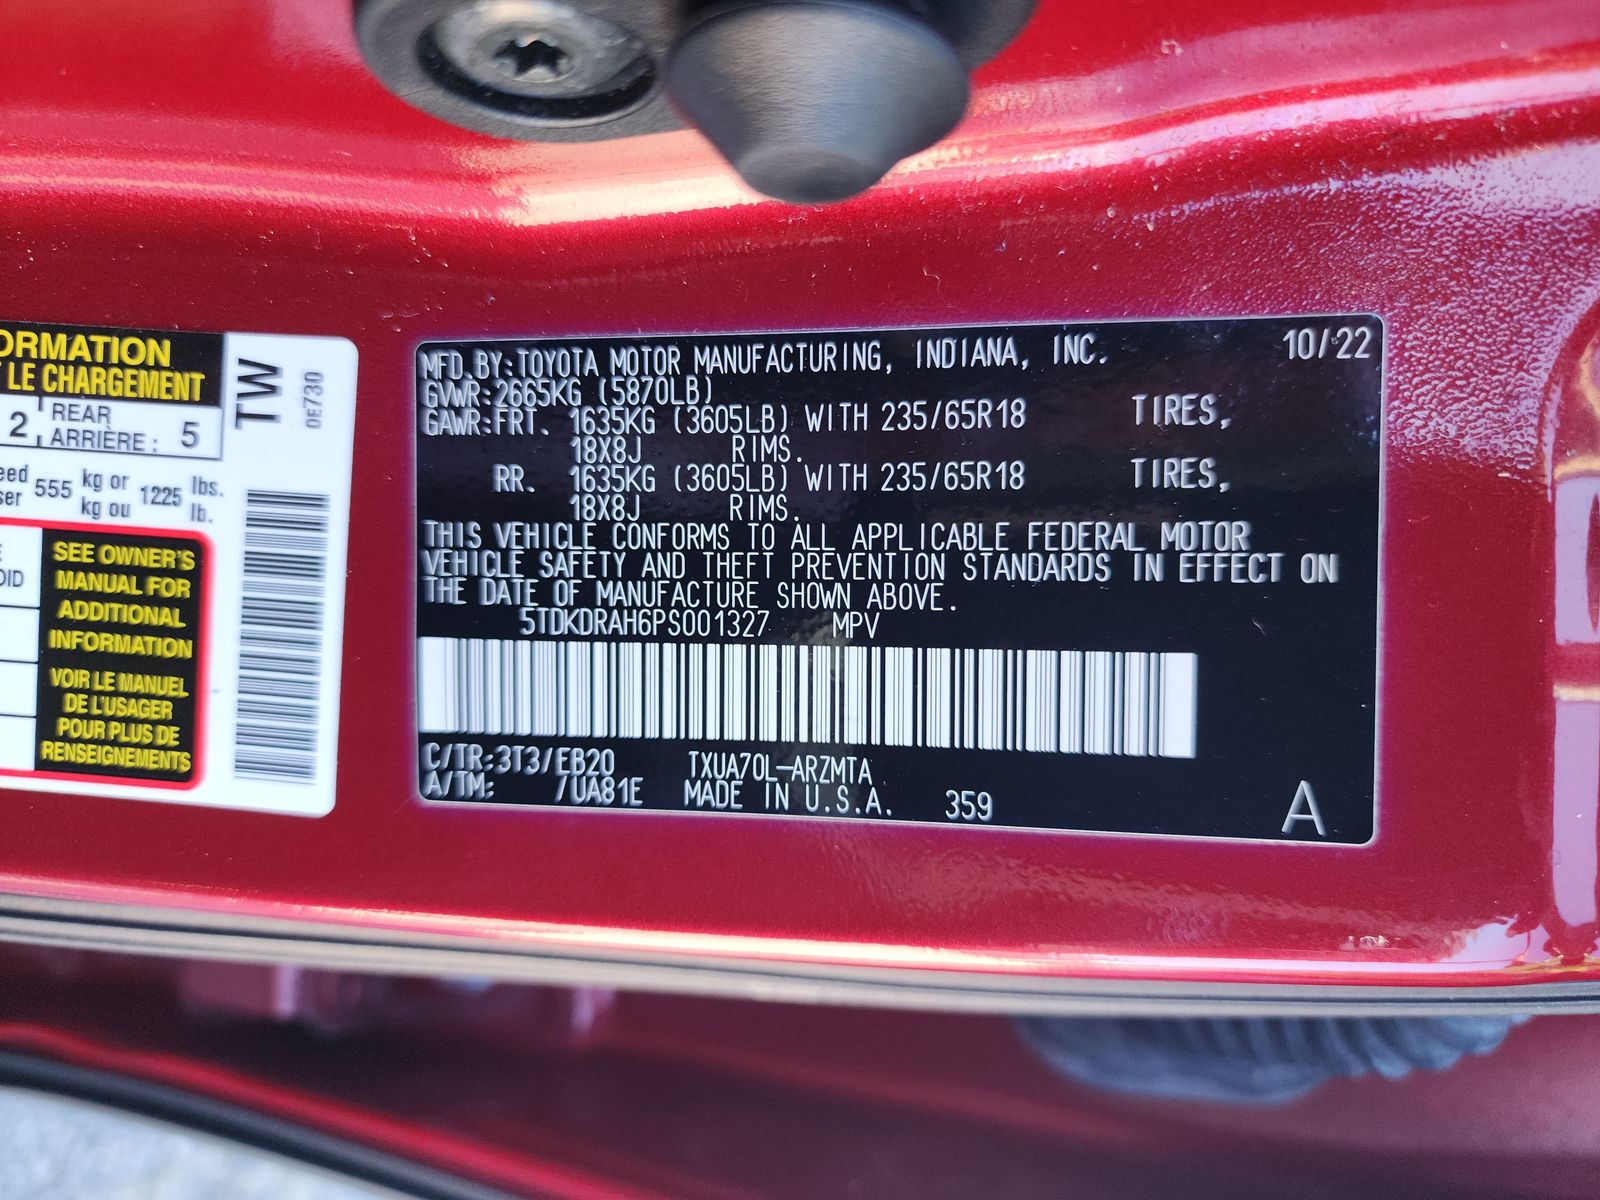 ORMATION
T LE CHARGEMENT
2 REAR
ARRIÈRE : 5
eed 555 kg or 1225 lbs.
ser kg ou lb.
OID
SEE OWNER'S
MANUAL FOR
ADDITIONAL
INFORMATION
VOIR LE MANUEL
DE L'USAGER
POUR PLUS DE
RENSEIGNEMENTS
TW
0E730
MFD.BY:TOYOTA MOTOR MANUFACTURING, INDIANA, INC. 10/22
GVWR:2665KG (5870LB)
GAWR:FRT. 1635KG (3605LB) WITH 235/65R18 TIRES,
18X8J RIMS.
RR. 1635KG (3605LB) WITH 235/65R18 TIRES,
18X8J RIMS.
THIS VEHICLE CONFORMS TO ALL APPLICABLE FEDERAL MOTOR
VEHICLE SAFETY AND THEFT PREVENTION STANDARDS IN EFFECT ON
THE DATE OF MANUFACTURE SHOWN ABOVE.
5TDKDRAH6PS001327 MPV
C/TR:3T3/EB20 TXUA70L-ARZMTA
A/TM: /UA81E MADE IN U.S.A. 359
A